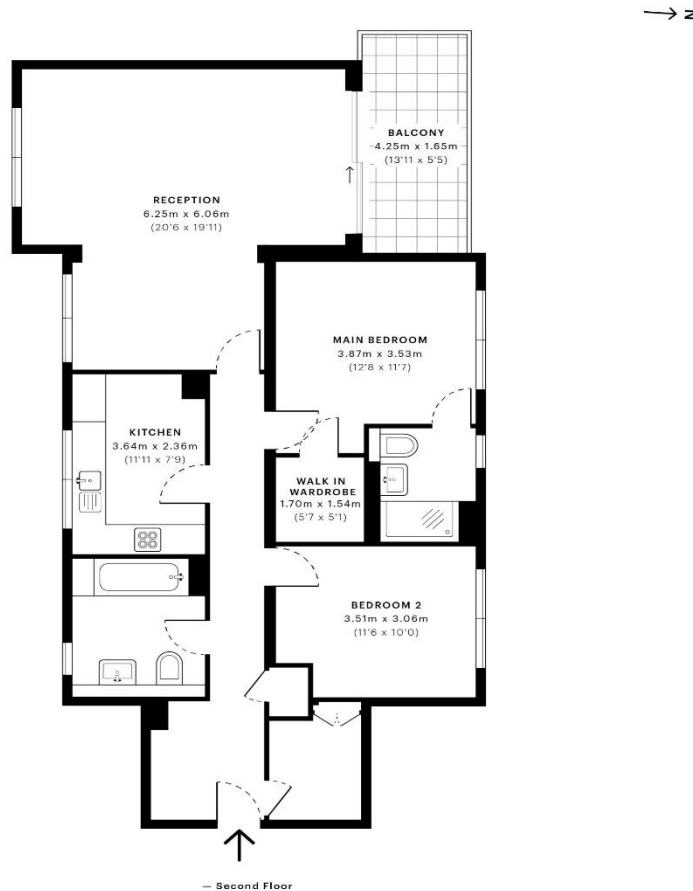 N
BALCONY
4.25m x 1.65m
(13'11 x 5'5)
RECEPTION
6.25m x 6.06m
(20'6 x 19'11)
MAIN BEDROOM
3.87m x 3.53m
(12'8 x 11'7)
KITCHEN
3.64m x 2.36m
(11'11 x 7'9)
WALK IN
WARDROBE
1.70m x 1.54m
(5'7 x 5'1)
BEDROOM 2
3.51m x 3.06m
(11'6 x 10'0)
— Second Floor